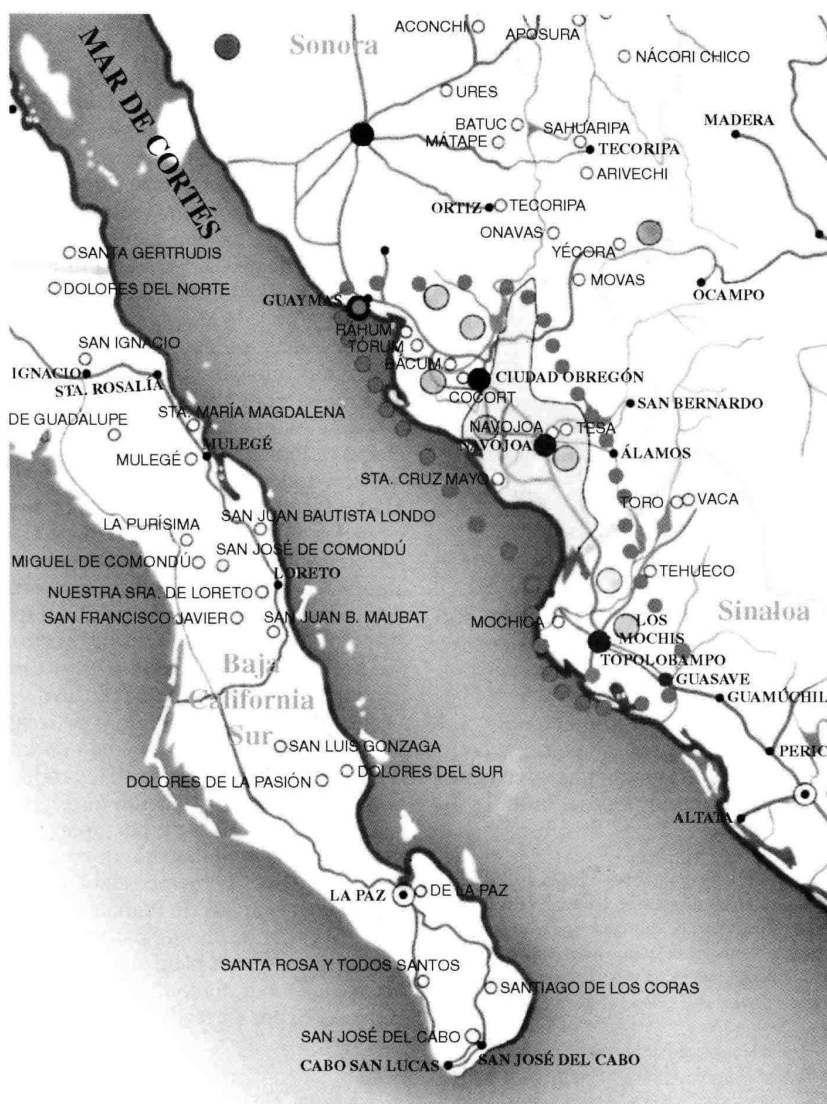 ACONCHI
APOSURA
Sonora
NÁCORI CHICO
MAR DE CORTÉS
URES
BATUC
SAHUARIPA
MADERA
MÁTAPE
TECORIPA
ARIVECHI
ORTIZ
TECORIPA
ONAVAS
YÉCORA
SANTA GERTRUDIS
MOVAS
DOLORES DEL NORTE
OCAMPO
GUAYMAS
RAHUM
TÓRUM
SAN IGNACIO
BÁCUM
IGNACIO
CIUDAD OBREGÓN
STA. ROSALÍA
COCORT
SAN BERNARDO
STA. MARÍA MAGDALENA
DE GUADALUPE
NAVOJOA
TESA
MULEGÉ
NAVOJOA
ÁLAMOS
MULEGÉ
STA. CRUZ MAYO
TORO
VACA
LA PURÍSIMA
SAN JUAN BAUTISTA LONDO
SAN JOSÉ DE COMONDÚ
MIGUEL DE COMONDÚ
LORETO
TEHUECO
NUESTRA SRA. DE LORETO
SAN FRANCISCO JAVIER
SAN JUAN B. MAUBAT
MOCHICA
LOS
MOCHIS
Sinaloa
TOPOLOBAMPO
Baja
California
Sur
GUASAVE
GUAMÚCHIL
SAN LUIS GONZAGA
PERIC
DOLORES DEL SUR
DOLORES DE LA PASIÓN
ALTATA
LA PAZ
DE LA PAZ
SANTA ROSA Y TODOS SANTOS
SANTIAGO DE LOS CORAS
SAN JOSÉ DEL CABO
SAN JOSÉ DEL CABO
CABO SAN LUCAS